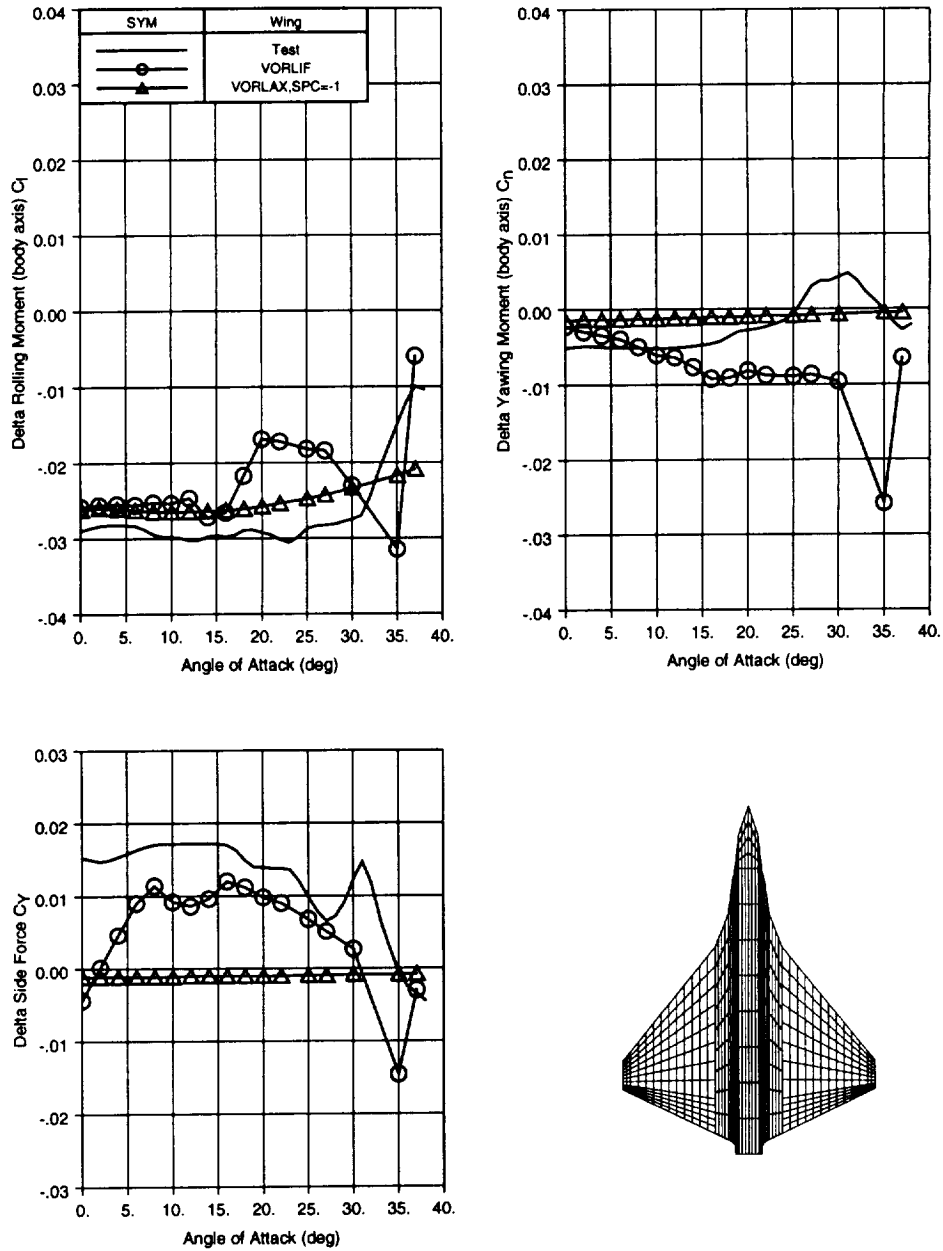 SYM Wing
Test
VORLIF
VORLAX,SPC=-1
0.04
0.03
0.02
0.01
0.00
-.01
-.02
-.03
-.04
Delta Rolling Moment (body axis) Cl
0. 5. 10. 15. 20. 25. 30. 35. 40.
Angle of Attack (deg)
0.04
0.03
0.02
0.01
0.00
-.01
-.02
-.03
-.04
Delta Yawing Moment (body axis) Cn
0. 5. 10. 15. 20. 25. 30. 35. 40.
Angle of Attack (deg)
0.03
0.02
0.01
0.00
-.01
-.02
-.03
Delta Side Force CY
0. 5. 10. 15. 20. 25. 30. 35. 40.
Angle of Attack (deg)